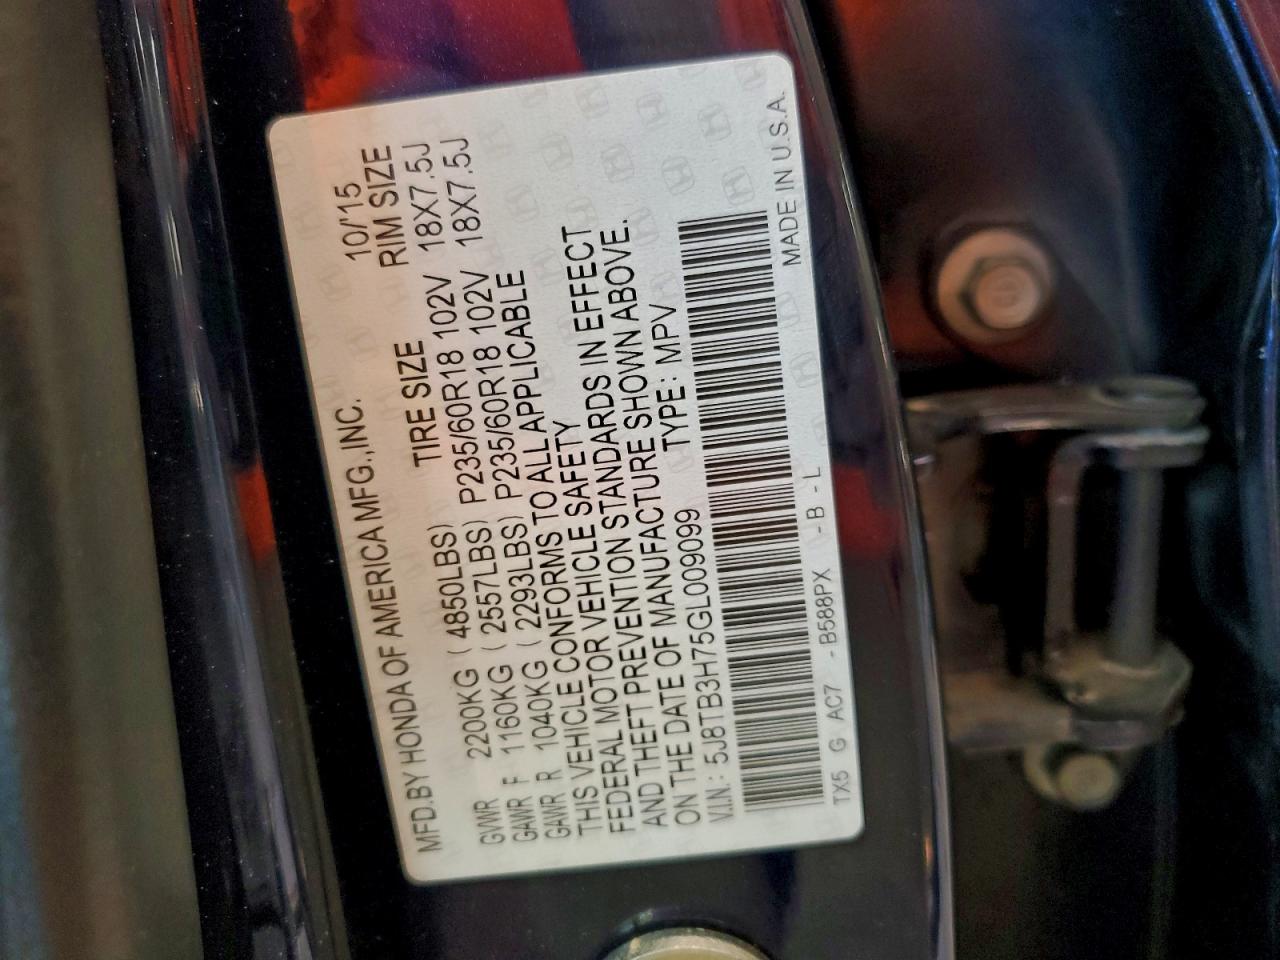 MFD.BY HONDA OF AMERICA MFG.,INC. 10/'15
TIRE SIZE RIM SIZE
GVWR 2200KG ( 4850LBS)
GAWR F 1160KG ( 2557LBS) P235/60R18 102V 18X7.5J
GAWR R 1040KG ( 2293LBS) P235/60R18 102V 18X7.5J
THIS VEHICLE CONFORMS TO ALL APPLICABLE
FEDERAL MOTOR VEHICLE SAFETY
AND THEFT PREVENTION STANDARDS IN EFFECT
ON THE DATE OF MANUFACTURE SHOWN ABOVE.
V.I.N.: 5J8TB3H75GL009099 TYPE: MPV
TX5 G AC7 -B588PX -B-L MADE IN U.S.A.